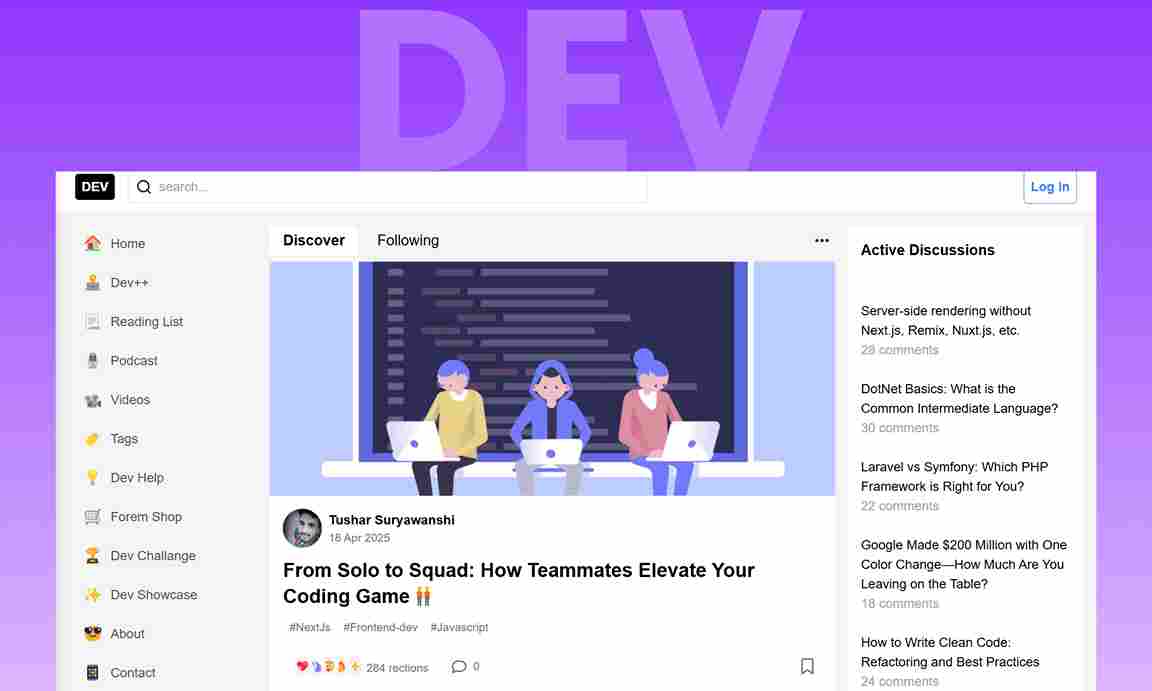 DEV
DEV
search...
Log In
Home
Dev++
Reading List
Podcast
Videos
Tags
Dev Help
Forem Shop
Dev Challange
Dev Showcase
About
Contact
Discover
Following
Tushar Suryawanshi
18 Apr 2025
From Solo to Squad: How Teammates Elevate Your
Coding Game
#NextJs #Frontend-dev #Javascript
284 rections
0
Active Discussions
Server-side rendering without
Next.js, Remix, Nuxt.js, etc.
28 comments
DotNet Basics: What is the
Common Intermediate Language?
30 comments
Laravel vs Symfony: Which PHP
Framework is Right for You?
22 comments
Google Made $200 Million with One
Color Change—How Much Are You
Leaving on the Table?
18 comments
How to Write Clean Code:
Refactoring and Best Practices
24 comments